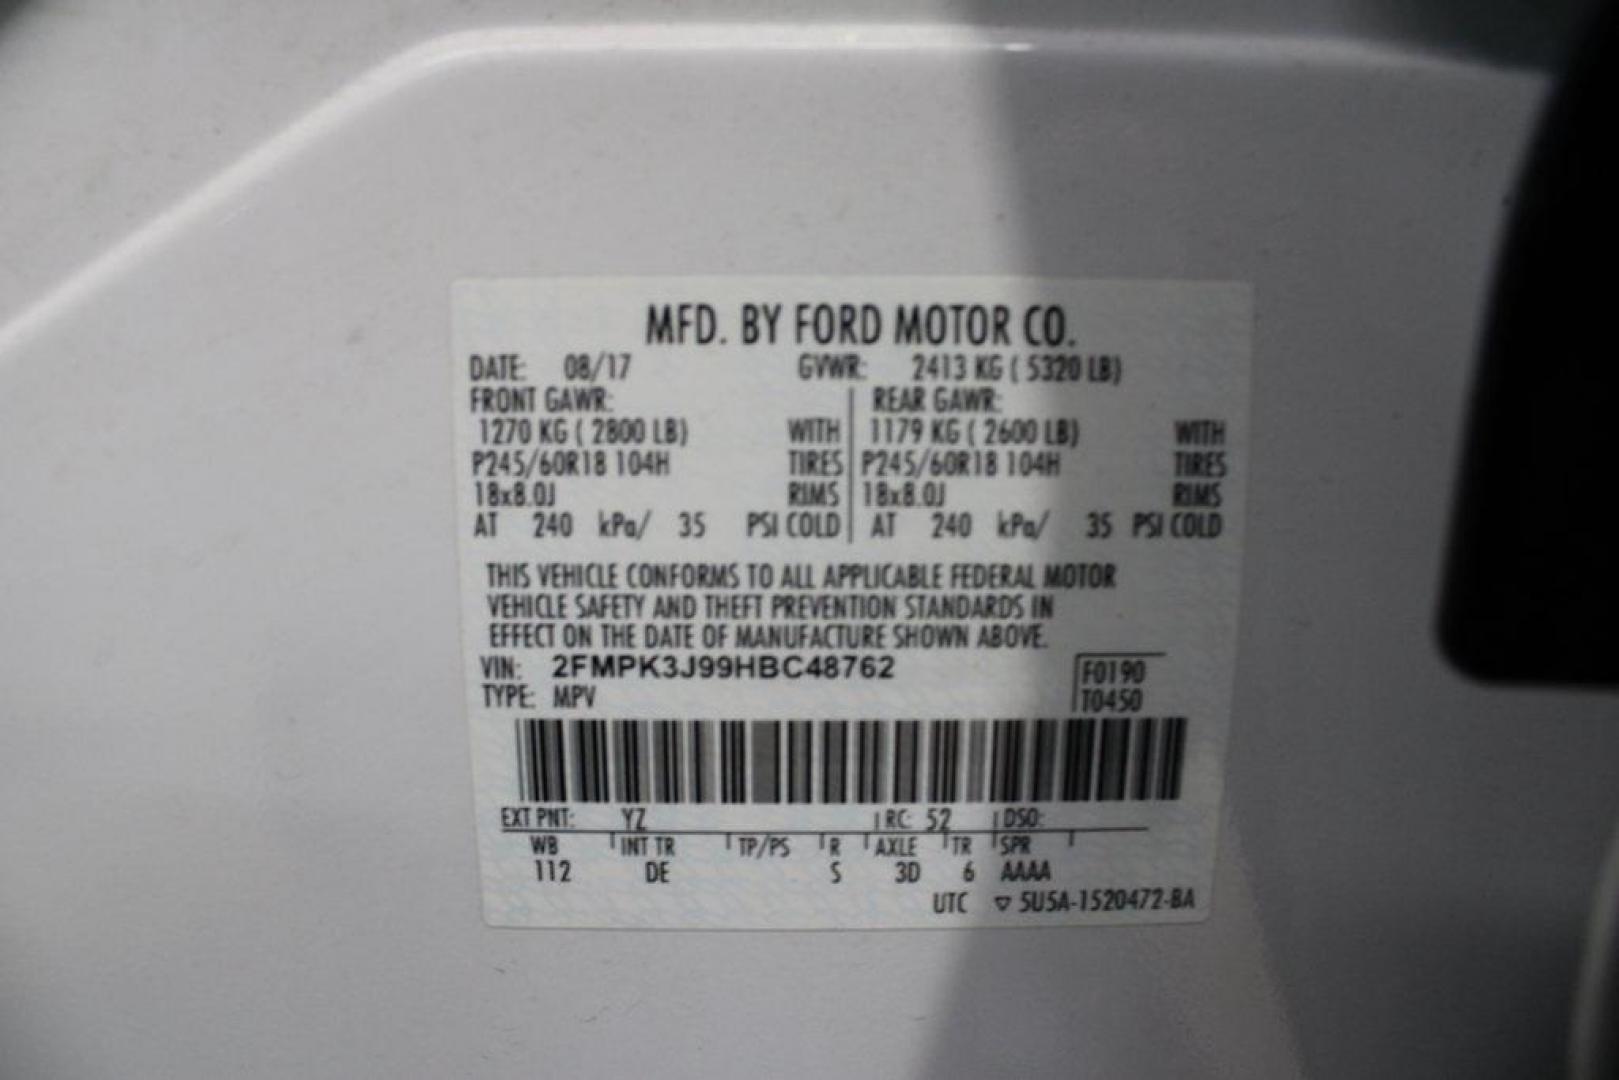 MFD. BY FORD MOTOR CO.
DATE: 08/17 GVWR: 2413 KG ( 5320 LB)
FRONT GAWR: REAR GAWR:
1270 KG ( 2800 LB) WITH 1179 KG ( 2600 LB) WITH
P245/60R18 104H TIRES P245/60R18 104H TIRES
18x8.0J RIMS 18x8.0J RIMS
AT 240 kPa/ 35 PSI COLD AT 240 kPa/ 35 PSI COLD
THIS VEHICLE CONFORMS TO ALL APPLICABLE FEDERAL MOTOR
VEHICLE SAFETY AND THEFT PREVENTION STANDARDS IN
EFFECT ON THE DATE OF MANUFACTURE SHOWN ABOVE.
VIN: 2FMPK3J99HBC48762 F0190
TYPE: MPV T0450
EXT PNT: YZ RC: 52 DSO:
WB INT TR TP/PS R AXLE TR SPR
112 DE S 3D 6 AAAA
UTC ▽ 5U5A-1520472-BA